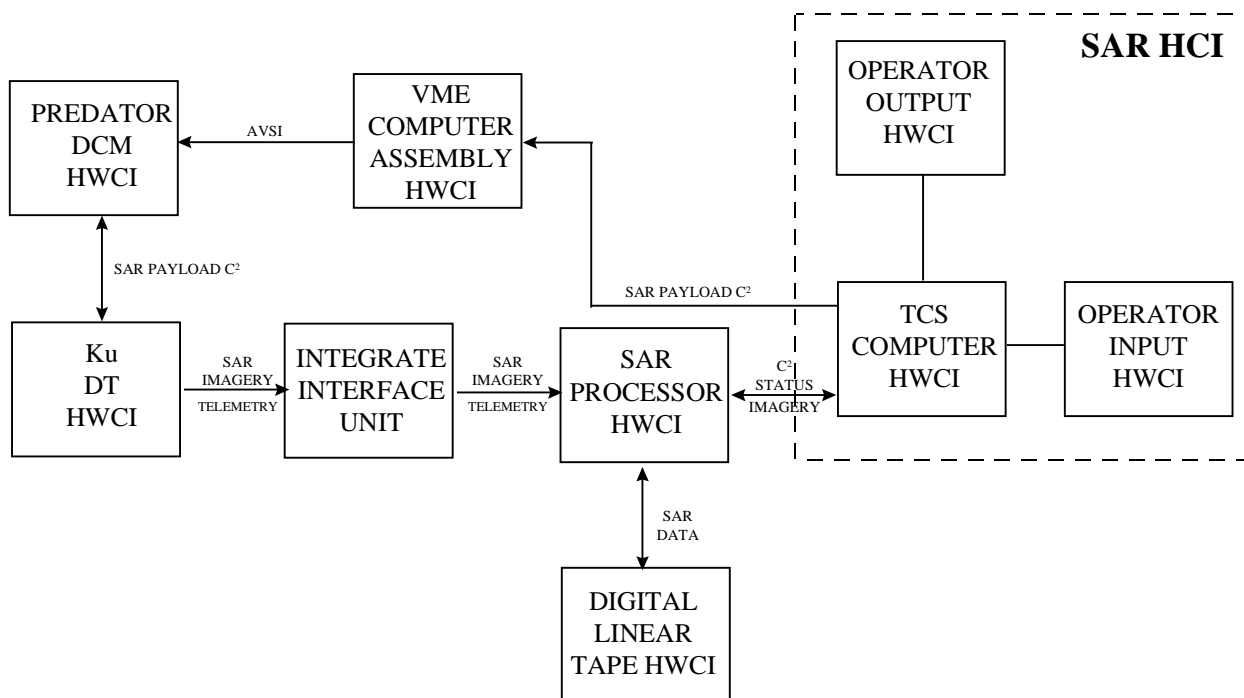 SAR HCI
OPERATOR
OUTPUT
HWCI
VME
COMPUTER
ASSEMBLY
HWCI
PREDATOR
DCM
HWCI
AVSI
SAR PAYLOAD C²
SAR PAYLOAD C²
TCS
COMPUTER
HWCI
OPERATOR
INPUT
HWCI
Ku
DT
HWCI
SAR
IMAGERY
TELEMETRY
INTEGRATE
INTERFACE
UNIT
SAR
IMAGERY
TELEMETRY
SAR
PROCESSOR
HWCI
C²
STATUS
IMAGERY
SAR
DATA
DIGITAL
LINEAR
TAPE HWCI